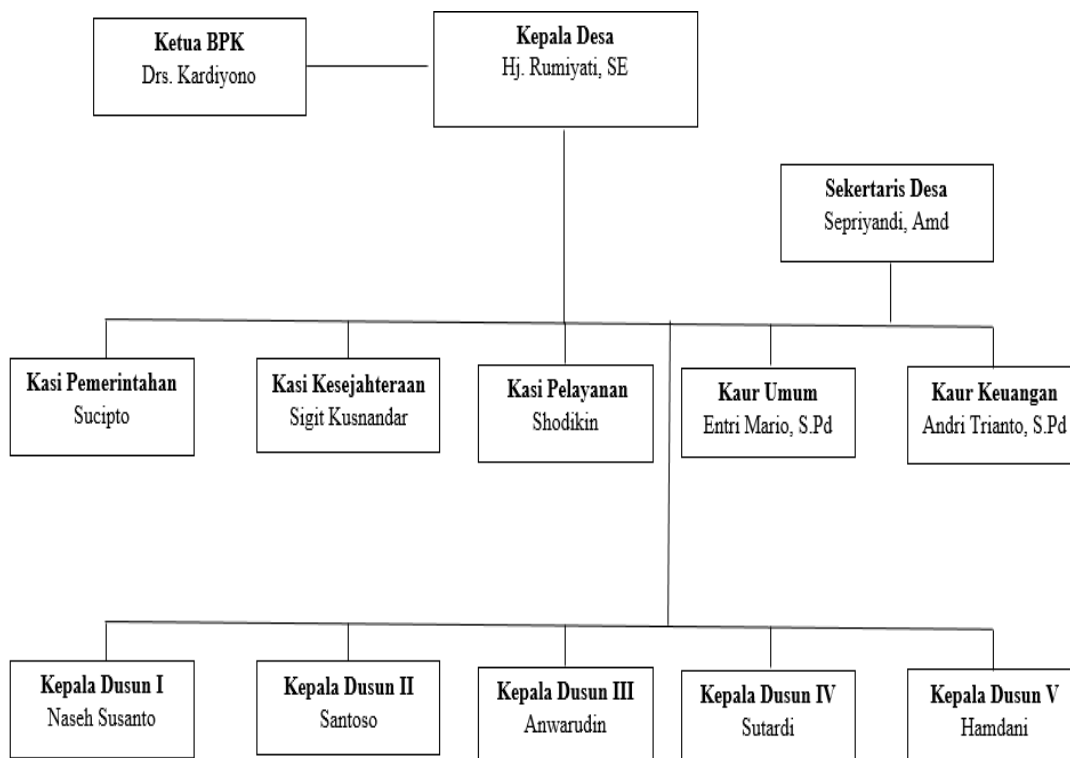 Ketua BPK
Drs. Kardiyono
Kepala Desa
Hj. Rumiyati, SE
Sekertaris Desa
Sepriyandi, Amd
Kasi Pemerintahan
Sucipto
Kasi Kesejahteraan
Sigit Kusnandar
Kasi Pelayanan
Shodikin
Kaur Umum
Entri Mario, S.Pd
Kaur Keuangan
Andri Trianto, S.Pd
Kepala Dusun I
Naseh Susanto
Kepala Dusun II
Santoso
Kepala Dusun III
Anwarudin
Kepala Dusun IV
Sutardi
Kepala Dusun V
Hamdani